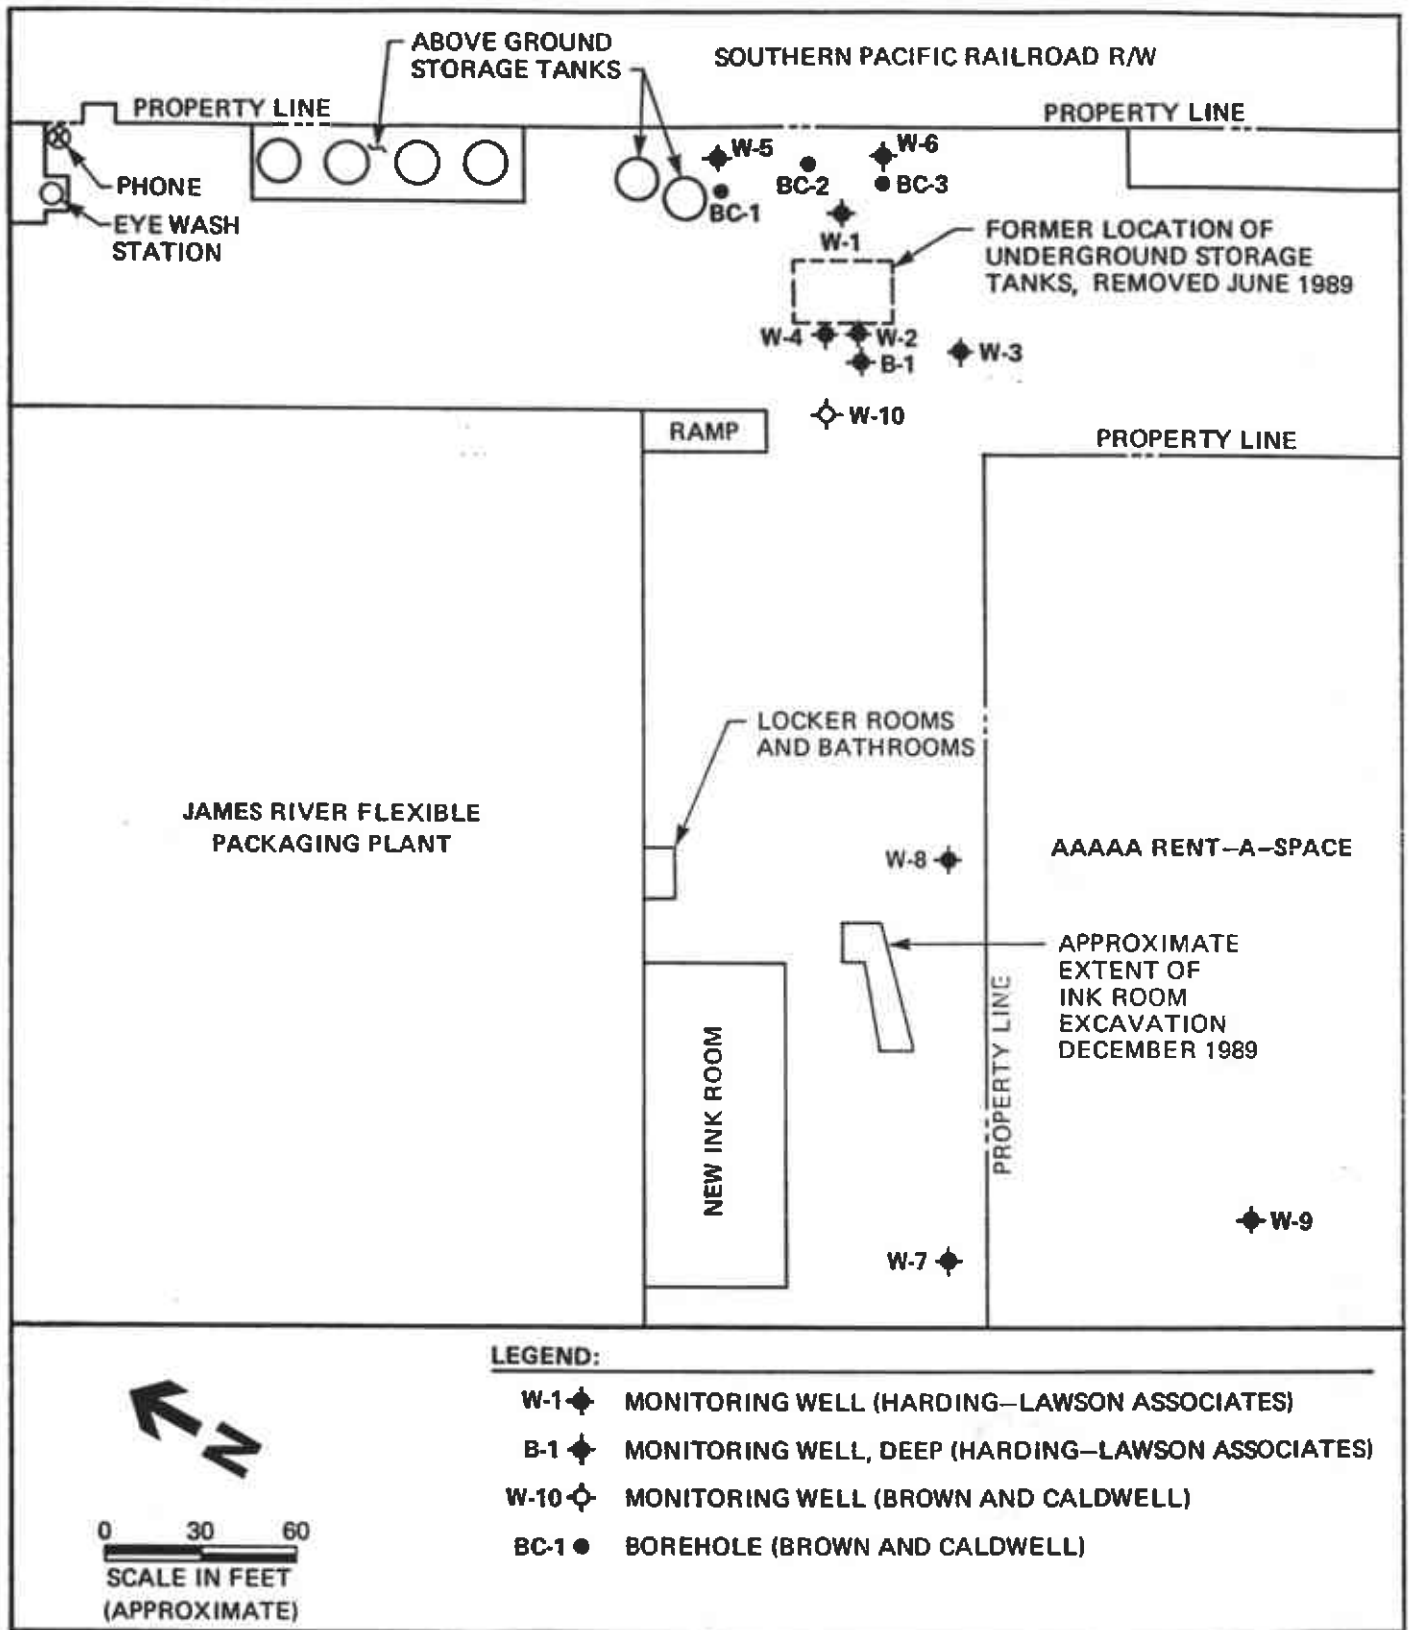 ABOVE GROUND
STORAGE TANKS
SOUTHERN PACIFIC RAILROAD R/W
PROPERTY LINE
PROPERTY LINE
PHONE
EYE WASH
STATION
W-5
BC-1
BC-2
W-6
BC-3
W-1
FORMER LOCATION OF
UNDERGROUND STORAGE
TANKS, REMOVED JUNE 1989
W-4
W-2
W-3
B-1
W-10
RAMP
PROPERTY LINE
LOCKER ROOMS
AND BATHROOMS
JAMES RIVER FLEXIBLE
PACKAGING PLANT
W-8
AAAAA RENT-A-SPACE
APPROXIMATE
EXTENT OF
INK ROOM
EXCAVATION
DECEMBER 1989
PROPERTY LINE
NEW INK ROOM
W-9
W-7
LEGEND:
W-1 MONITORING WELL (HARDING-LAWSON ASSOCIATES)
B-1 MONITORING WELL, DEEP (HARDING-LAWSON ASSOCIATES)
W-10 MONITORING WELL (BROWN AND CALDWELL)
BC-1 BOREHOLE (BROWN AND CALDWELL)
N
0 30 60
SCALE IN FEET
(APPROXIMATE)